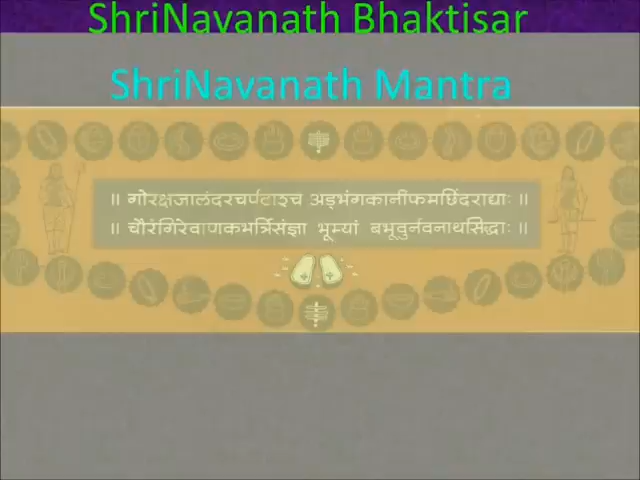 ShriNavanath Bhaktisar
ShriNavanath Mantra
॥ गोरक्षजालंदरचर्पटाश्च अड्भंगकानीफमछिंदराद्याः ॥
॥ चौरंगिरेवाणकभर्त्रिसंज्ञा भूम्यां बभूवुर्नवनाथसिद्धाः ॥